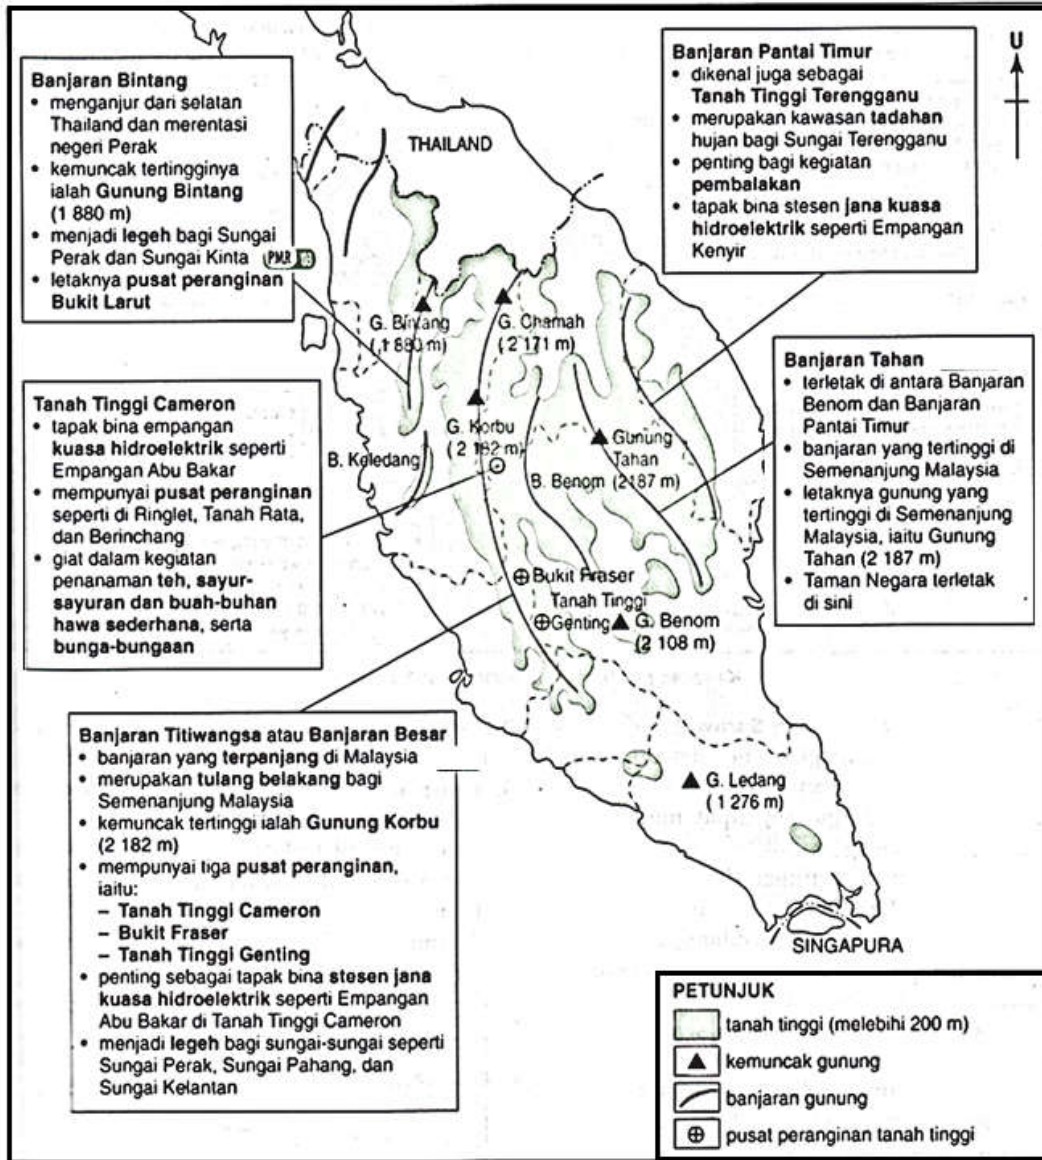 Banjaran Bintang
• menganjur dari selatan
Thailand dan merentasi
negeri Perak
• kemuncak tertingginya
ialah Gunung Bintang
(1 880 m)
• menjadi legeh bagi Sungai
Perak dan Sungai Kinta PMR
• letaknya pusat peranginan
Bukit Larut
Banjaran Pantai Timur
• dikenal juga sebagai
Tanah Tinggi Terengganu
• merupakan kawasan tadahan
hujan bagi Sungai Terengganu
• penting bagi kegiatan
pembalakan
• tapak bina stesen jana kuasa
hidroelektrik seperti Empangan
Kenyir
U
THAILAND
G. Bintang
(1 880 m)
G. Chamah
(2 171 m)
Tanah Tinggi Cameron
• tapak bina empangan
kuasa hidroelektrik seperti
Empangan Abu Bakar
• mempunyai pusat peranginan
seperti di Ringlet, Tanah Rata,
dan Berinchang
• giat dalam kegiatan
penanaman teh, sayur-
sayuran dan buah-buhan
hawa sederhana, serta
bunga-bungaan
Banjaran Tahan
• terletak di antara Banjaran
Benom dan Banjaran
Pantai Timur
• banjaran yang tertinggi di
Semenanjung Malaysia
• letaknya gunung yang
tertinggi di Semenanjung
Malaysia, iaitu Gunung
Tahan (2 187 m)
• Taman Negara terletak
di sini
G. Korbu
(2 182 m)
B. Keledang
Gunung
Tahan
B. Benom (2187 m)
Bukit Fraser
Tanah Tinggi
Genting
G. Benom
(2 108 m)
Banjaran Titiwangsa atau Banjaran Besar
• banjaran yang terpanjang di Malaysia
• merupakan tulang belakang bagi
Semenanjung Malaysia
• kemuncak tertinggi ialah Gunung Korbu
(2 182 m)
• mempunyai tiga pusat peranginan,
iaitu:
– Tanah Tinggi Cameron
– Bukit Fraser
– Tanah Tinggi Genting
• penting sebagai tapak bina stesen jana
kuasa hidroelektrik seperti Empangan
Abu Bakar di Tanah Tinggi Cameron
• menjadi legeh bagi sungai-sungai seperti
Sungai Perak, Sungai Pahang, dan
Sungai Kelantan
G. Ledang
(1 276 m)
SINGAPURA
PETUNJUK
tanah tinggi (melebihi 200 m)
kemuncak gunung
banjaran gunung
pusat peranginan tanah tinggi